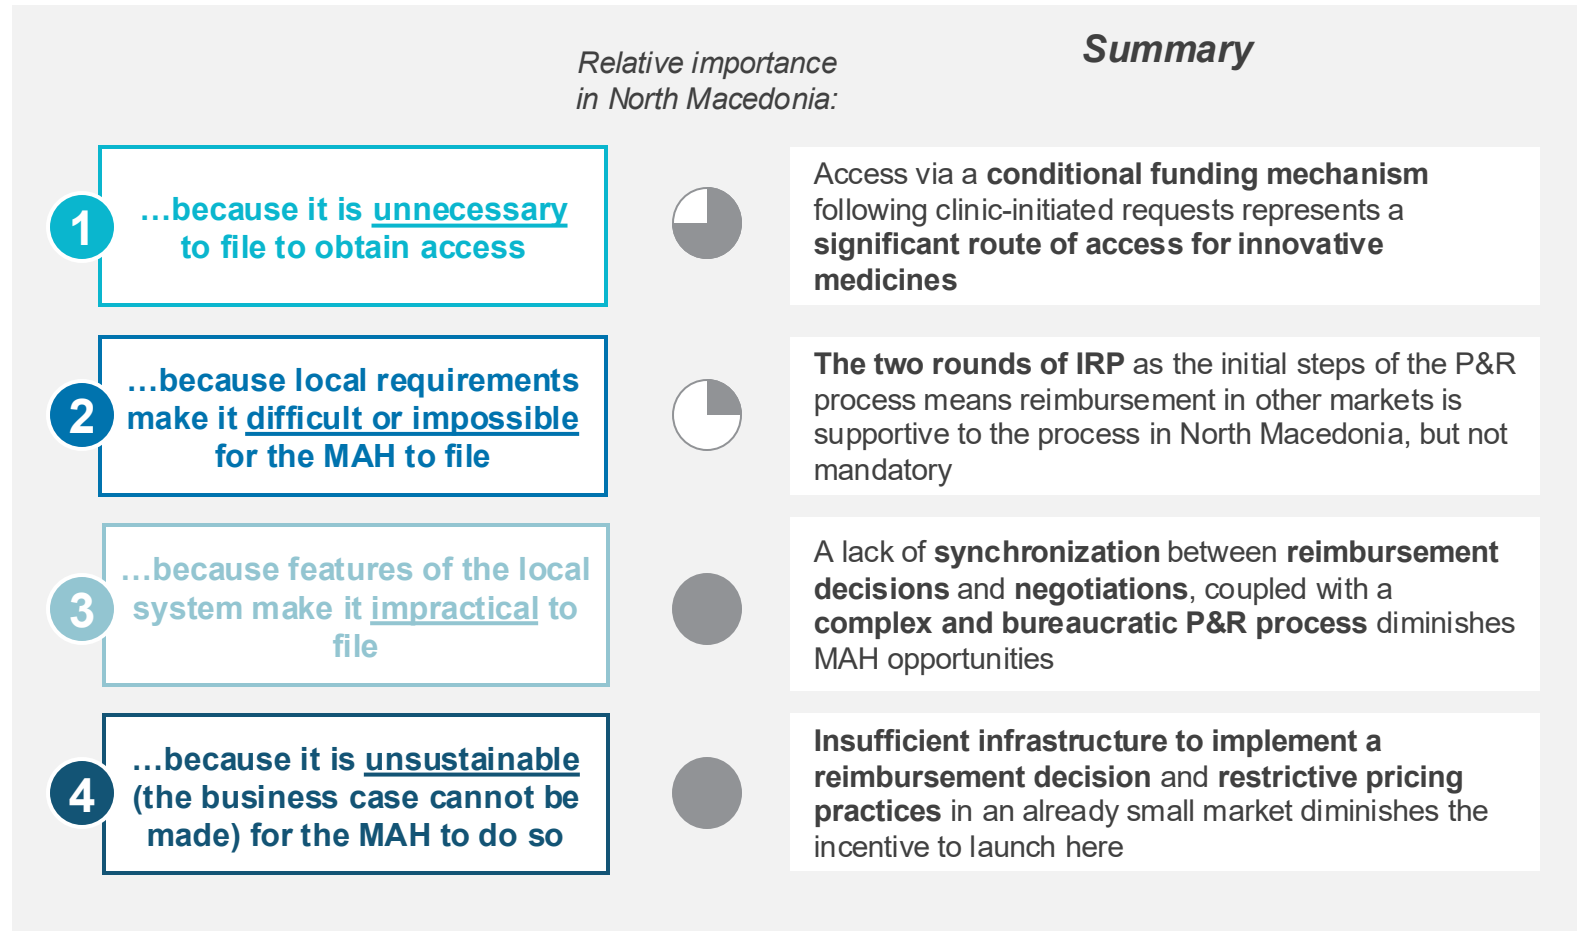 Relative importance
in North Macedonia:
Summary
1
…because it is unnecessary
to file to obtain access
Access via a conditional funding mechanism
following clinic-initiated requests represents a
significant route of access for innovative
medicines
2
…because local requirements
make it difficult or impossible
for the MAH to file
The two rounds of IRP as the initial steps of the P&R
process means reimbursement in other markets is
supportive to the process in North Macedonia, but not
mandatory
3
…because features of the local
system make it impractical to
file
A lack of synchronization between reimbursement
decisions and negotiations, coupled with a
complex and bureaucratic P&R process diminishes
MAH opportunities
4
…because it is unsustainable
(the business case cannot be
made) for the MAH to do so
Insufficient infrastructure to implement a
reimbursement decision and restrictive pricing
practices in an already small market diminishes the
incentive to launch here